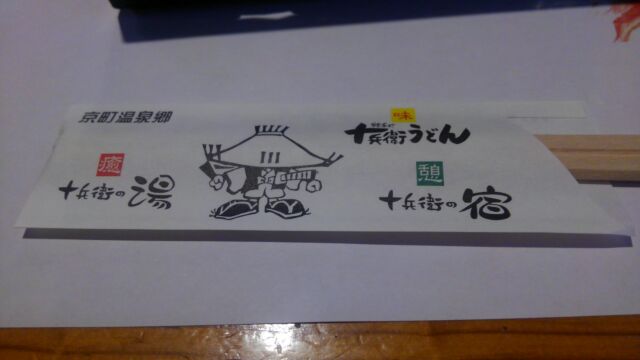 京町温泉郷
癒
十兵衛の湯
味
十兵衛うどん
憩
十兵衛の宿